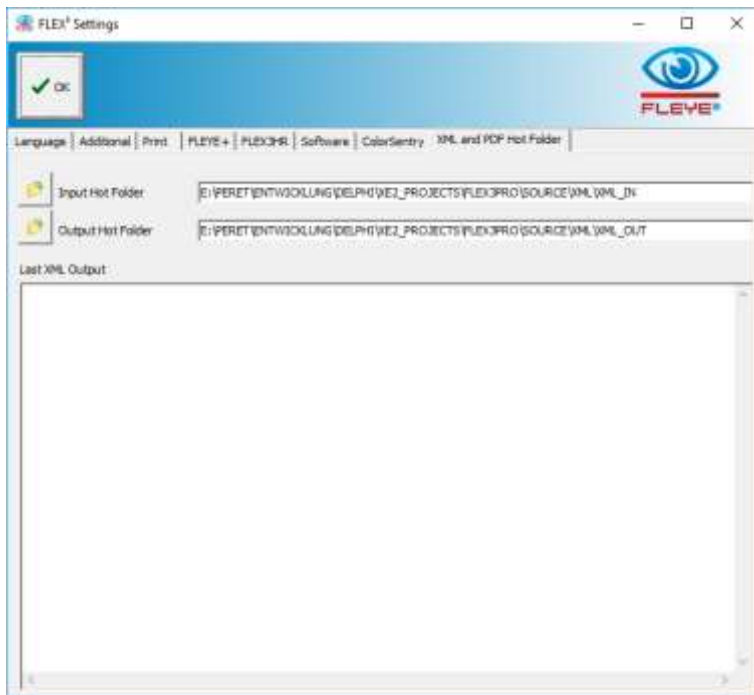 FLEX³ Settings
OK
FLEYE®
Language Additional Print FLEYE+ FLEX3HR Software ColorSentry XML and PDF Hot Folder
Input Hot Folder E:\PERET\ENTWICKLUNG\DELPHI\XE2_PROJECTS\FLEX3PRO\SOURCE\XML\XML_IN
Output Hot Folder E:\PERET\ENTWICKLUNG\DELPHI\XE2_PROJECTS\FLEX3PRO\SOURCE\XML\XML_OUT
Last XML Output